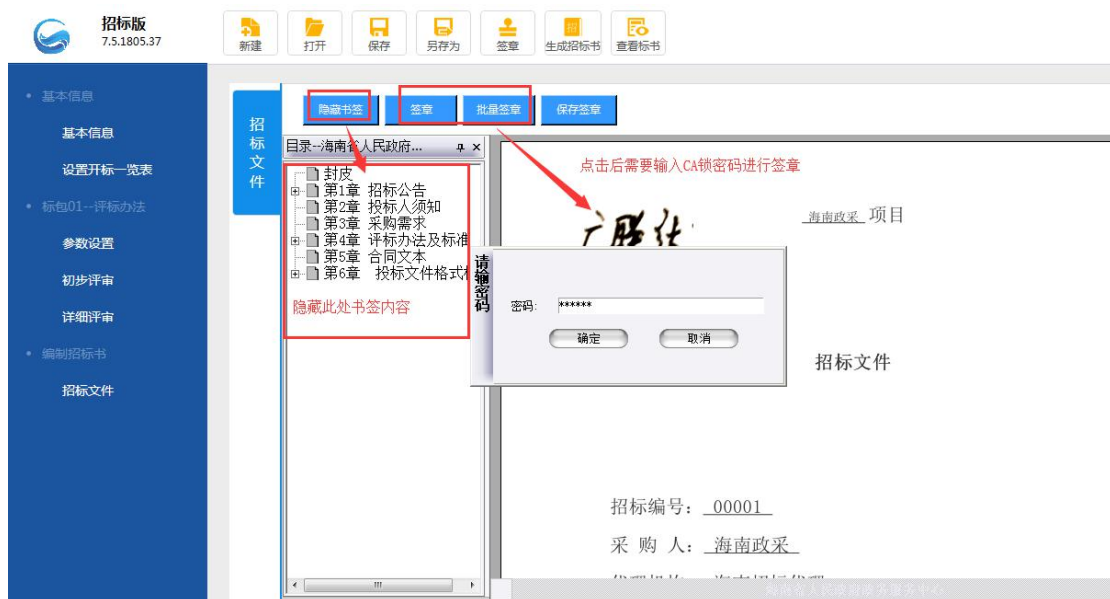 招标版
7.5.1805.37
新建
打开
保存
另存为
签章
生成招标书
查看标书
基本信息
基本信息
设置开标一览表
标包01--评标办法
参数设置
初步评审
详细评审
编制招标书
招标文件
招标文件
隐藏书签
签章
批量签章
保存签章
目录--海南省人民政府...
封皮
第1章 招标公告
第2章 投标人须知
第3章 采购需求
第4章 评标办法及标准
第5章 合同文本
第6章 投标文件格式
隐藏此处书签内容
点击后需要输入CA锁密码进行签章
海南政采 项目
请输密码
密码: ******
确定
取消
招标文件
招标编号: 00001
采 购 人: 海南政采